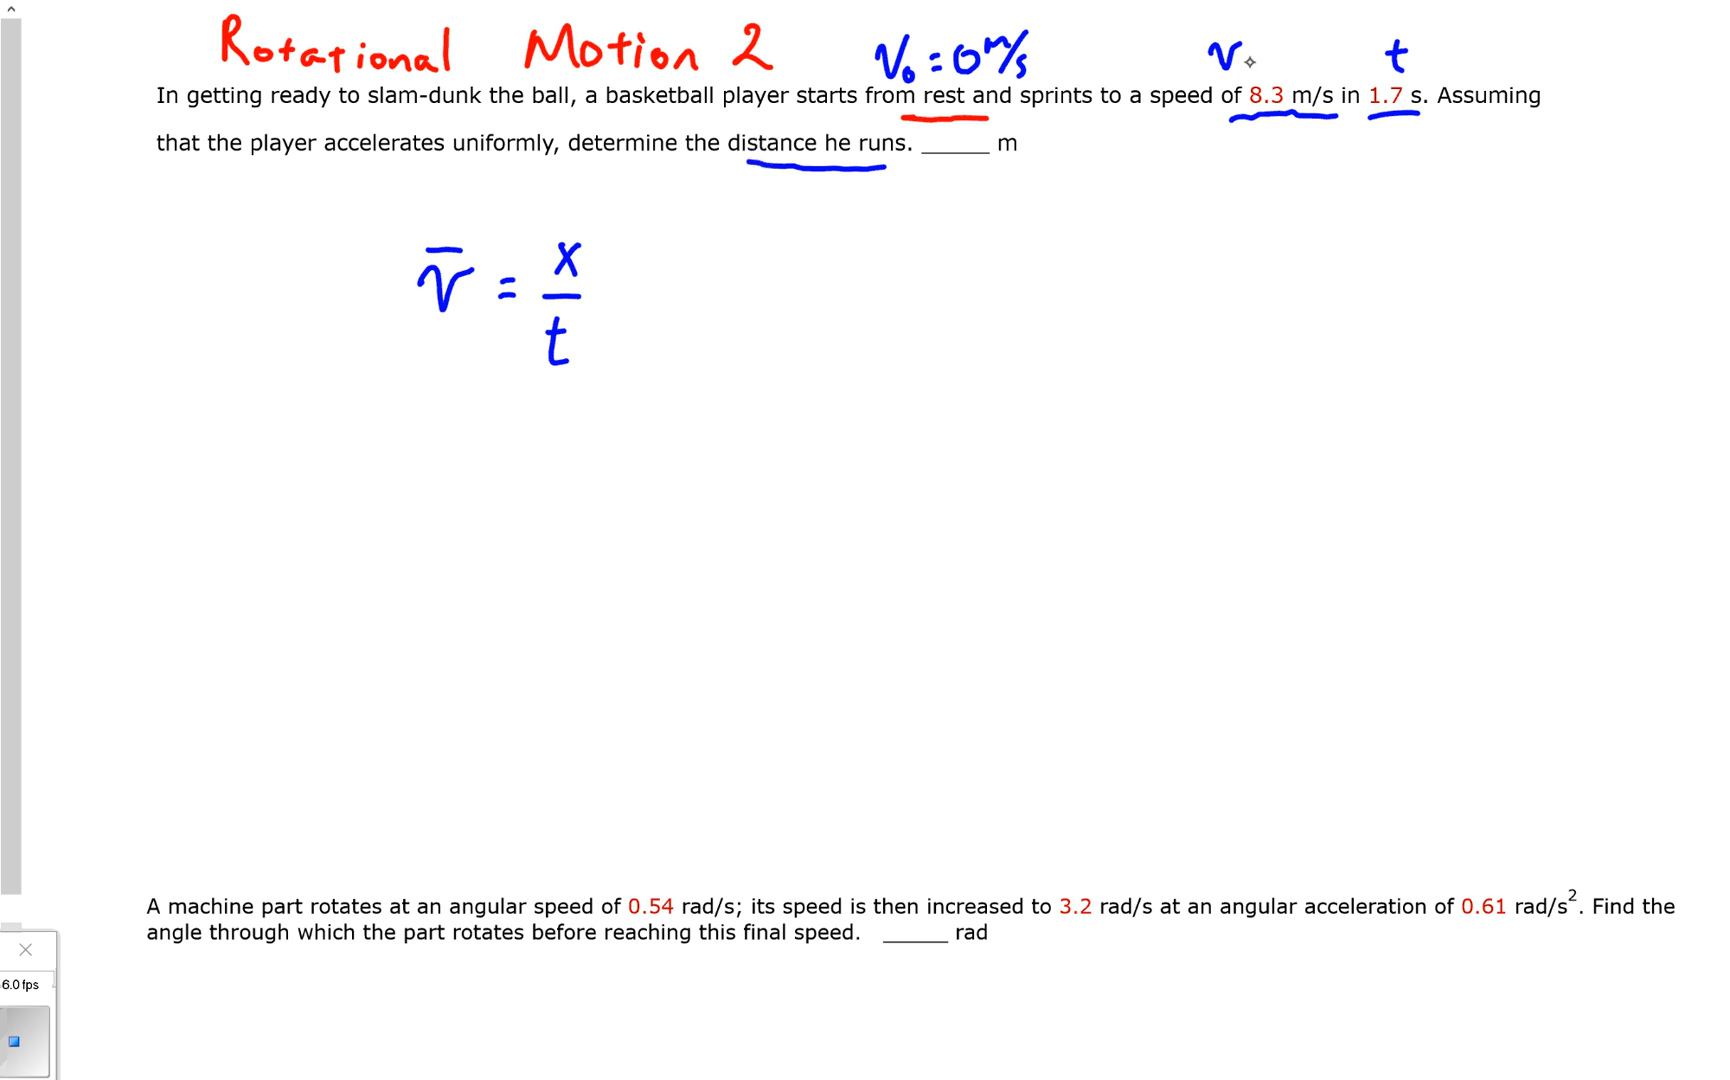 Rotational Motion 2 V₀ = 0 m/s v t
In getting ready to slam-dunk the ball, a basketball player starts from rest and sprints to a speed of 8.3 m/s in 1.7 s. Assuming
that the player accelerates uniformly, determine the distance he runs. ______ m
v̄ = x/t
A machine part rotates at an angular speed of 0.54 rad/s; its speed is then increased to 3.2 rad/s at an angular acceleration of 0.61 rad/s². Find the
angle through which the part rotates before reaching this final speed. ______ rad
6.0 fps